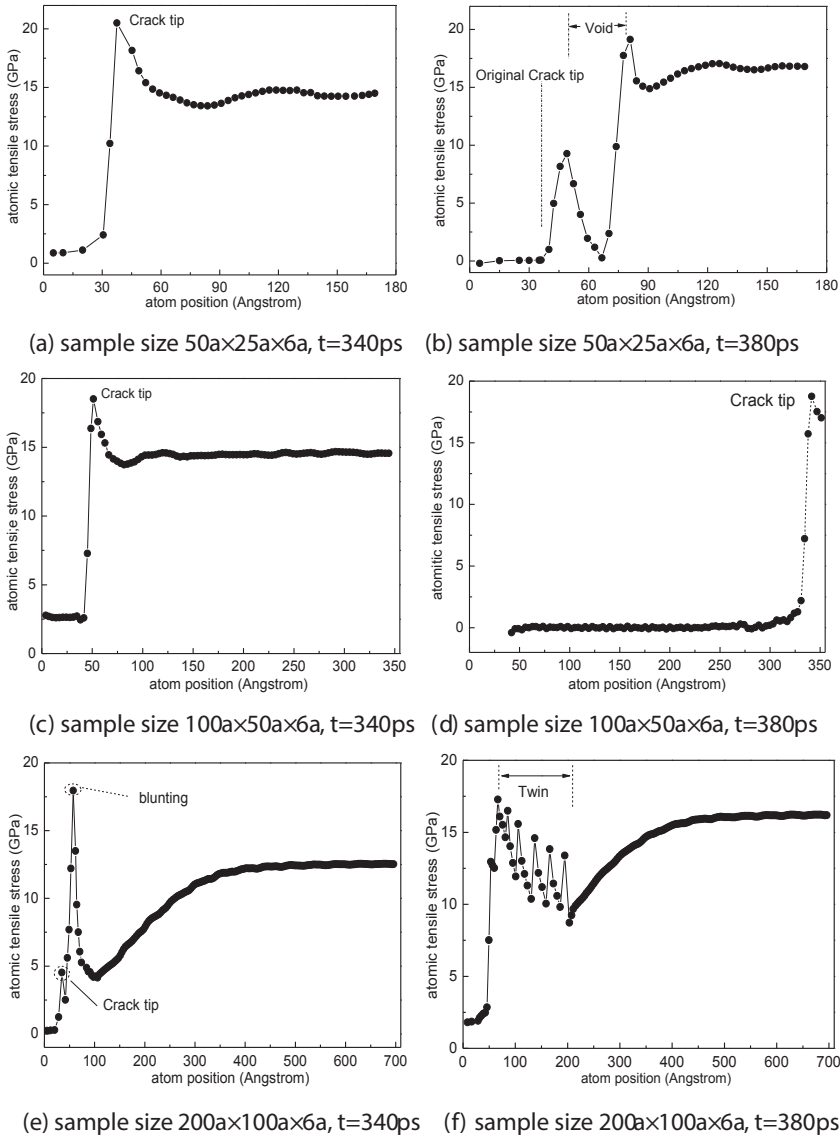 Crack tip
atomic tensile stress (GPa)
20
15
10
5
0
0 30 60 90 120 150 180
atom position (Angstrom)
Void
Original Crack tip
atomic tensile stress (GPa)
20
15
10
5
0
0 30 60 90 120 150 180
atom position (Angstrom)
(a) sample size 50a×25a×6a, t=340ps (b) sample size 50a×25a×6a, t=380ps
Crack tip
atomic tensi;e stress (GPa)
20
15
10
5
0
0 50 100 150 200 250 300 350
atom position (Angstrom)
Crack tip
atomitic tensile stress (GPa)
20
15
10
5
0
0 50 100 150 200 250 300 350
atom position (Angstrom)
(c) sample size 100a×50a×6a, t=340ps (d) sample size 100a×50a×6a, t=380ps
blunting
Crack tip
atomic tensile stress (GPa)
20
15
10
5
0
0 100 200 300 400 500 600 700
atom position (Angstrom)
Twin
atomic tensile stress (GPa)
20
15
10
5
0
0 100 200 300 400 500 600 700
atom position (Angstrom)
(e) sample size 200a×100a×6a, t=340ps (f) sample size 200a×100a×6a, t=380ps